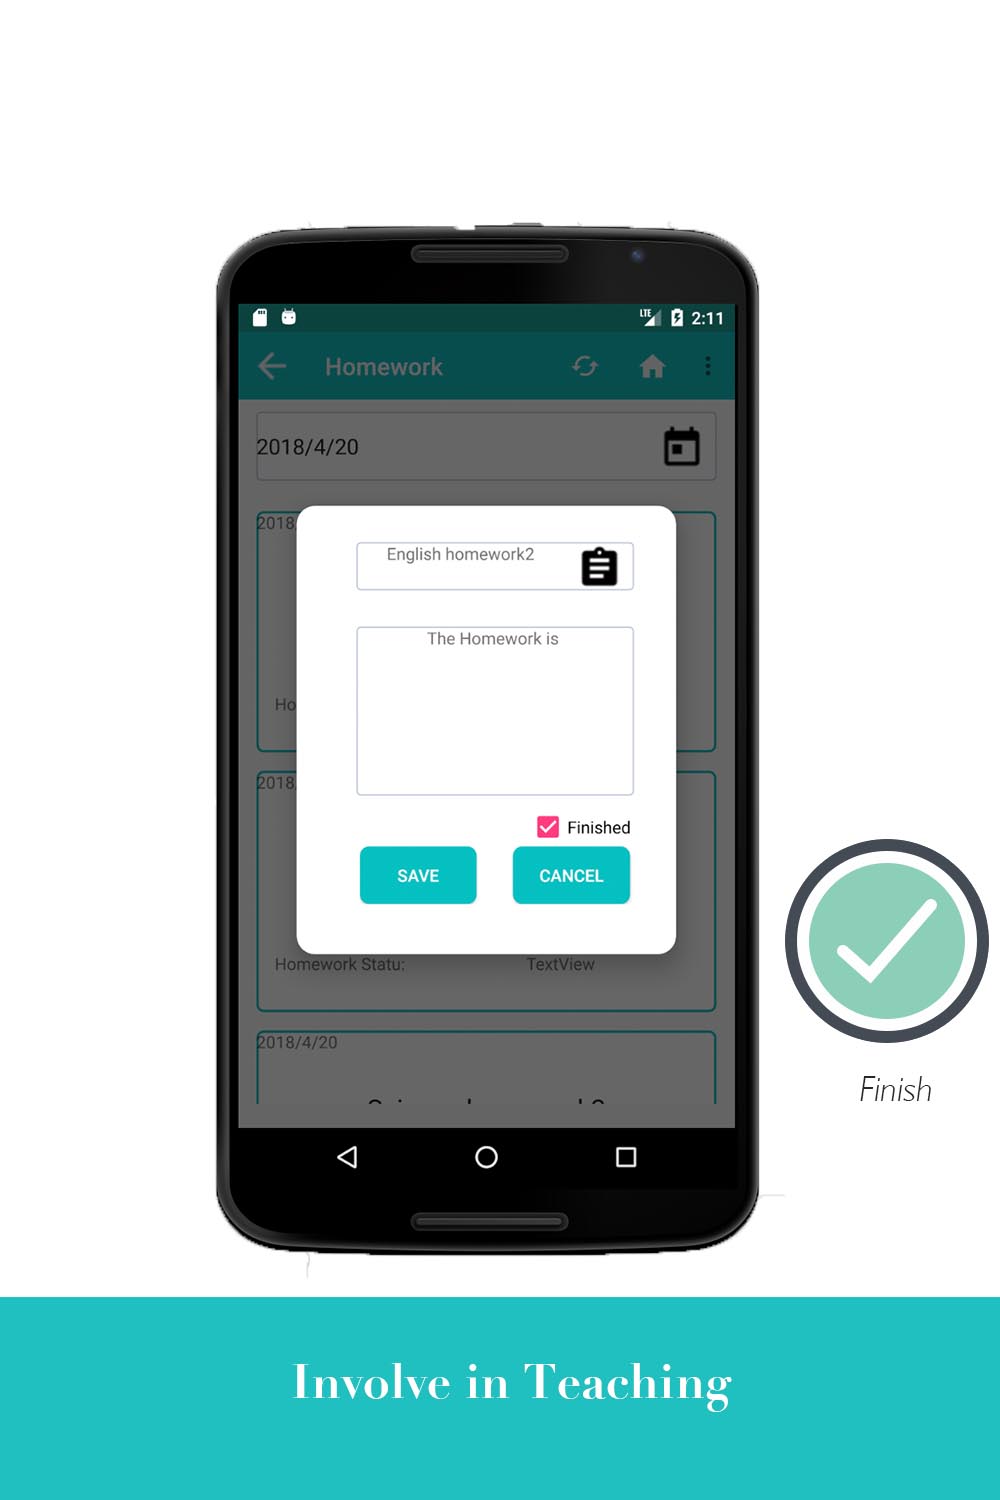 LTE 2:11
Homework
2018/4/20
2018
English homework2
The Homework is
Ho
2018
Finished
SAVE CANCEL
Homework Statu: TextView
2018/4/20
Finish
Involve in Teaching